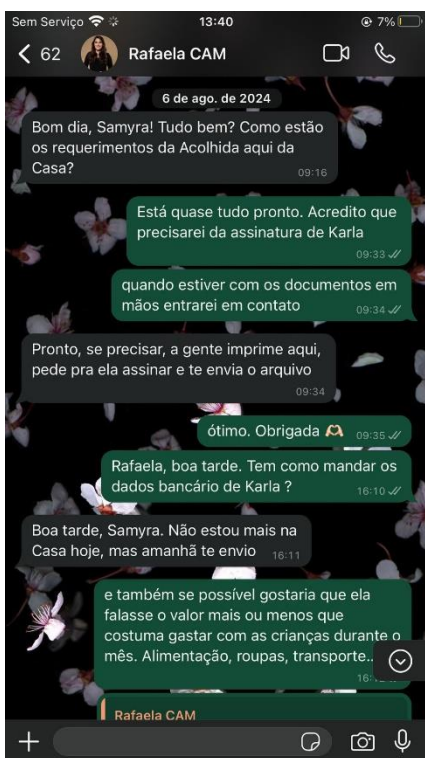 Sem Serviço 13:40 7%
62 Rafaela CAM
6 de ago. de 2024
Bom dia, Samyra! Tudo bem? Como estão
os requerimentos da Acolhida aqui da
Casa?
09:16
Está quase tudo pronto. Acredito que
precisarei da assinatura de Karla
09:33
quando estiver com os documentos em
mãos entrarei em contato
09:34
Pronto, se precisar, a gente imprime aqui,
pede pra ela assinar e te envia o arquivo
09:34
ótimo. Obrigada 🫶🏼 09:35
Rafaela, boa tarde. Tem como mandar os
dados bancário de Karla ?
16:10
Boa tarde, Samyra. Não estou mais na
Casa hoje, mas amanhã te envio 16:11
e também se possível gostaria que ela
falasse o valor mais ou menos que
costuma gastar com as crianças durante o
mês. Alimentação, roupas, transporte..
Rafaela CAM